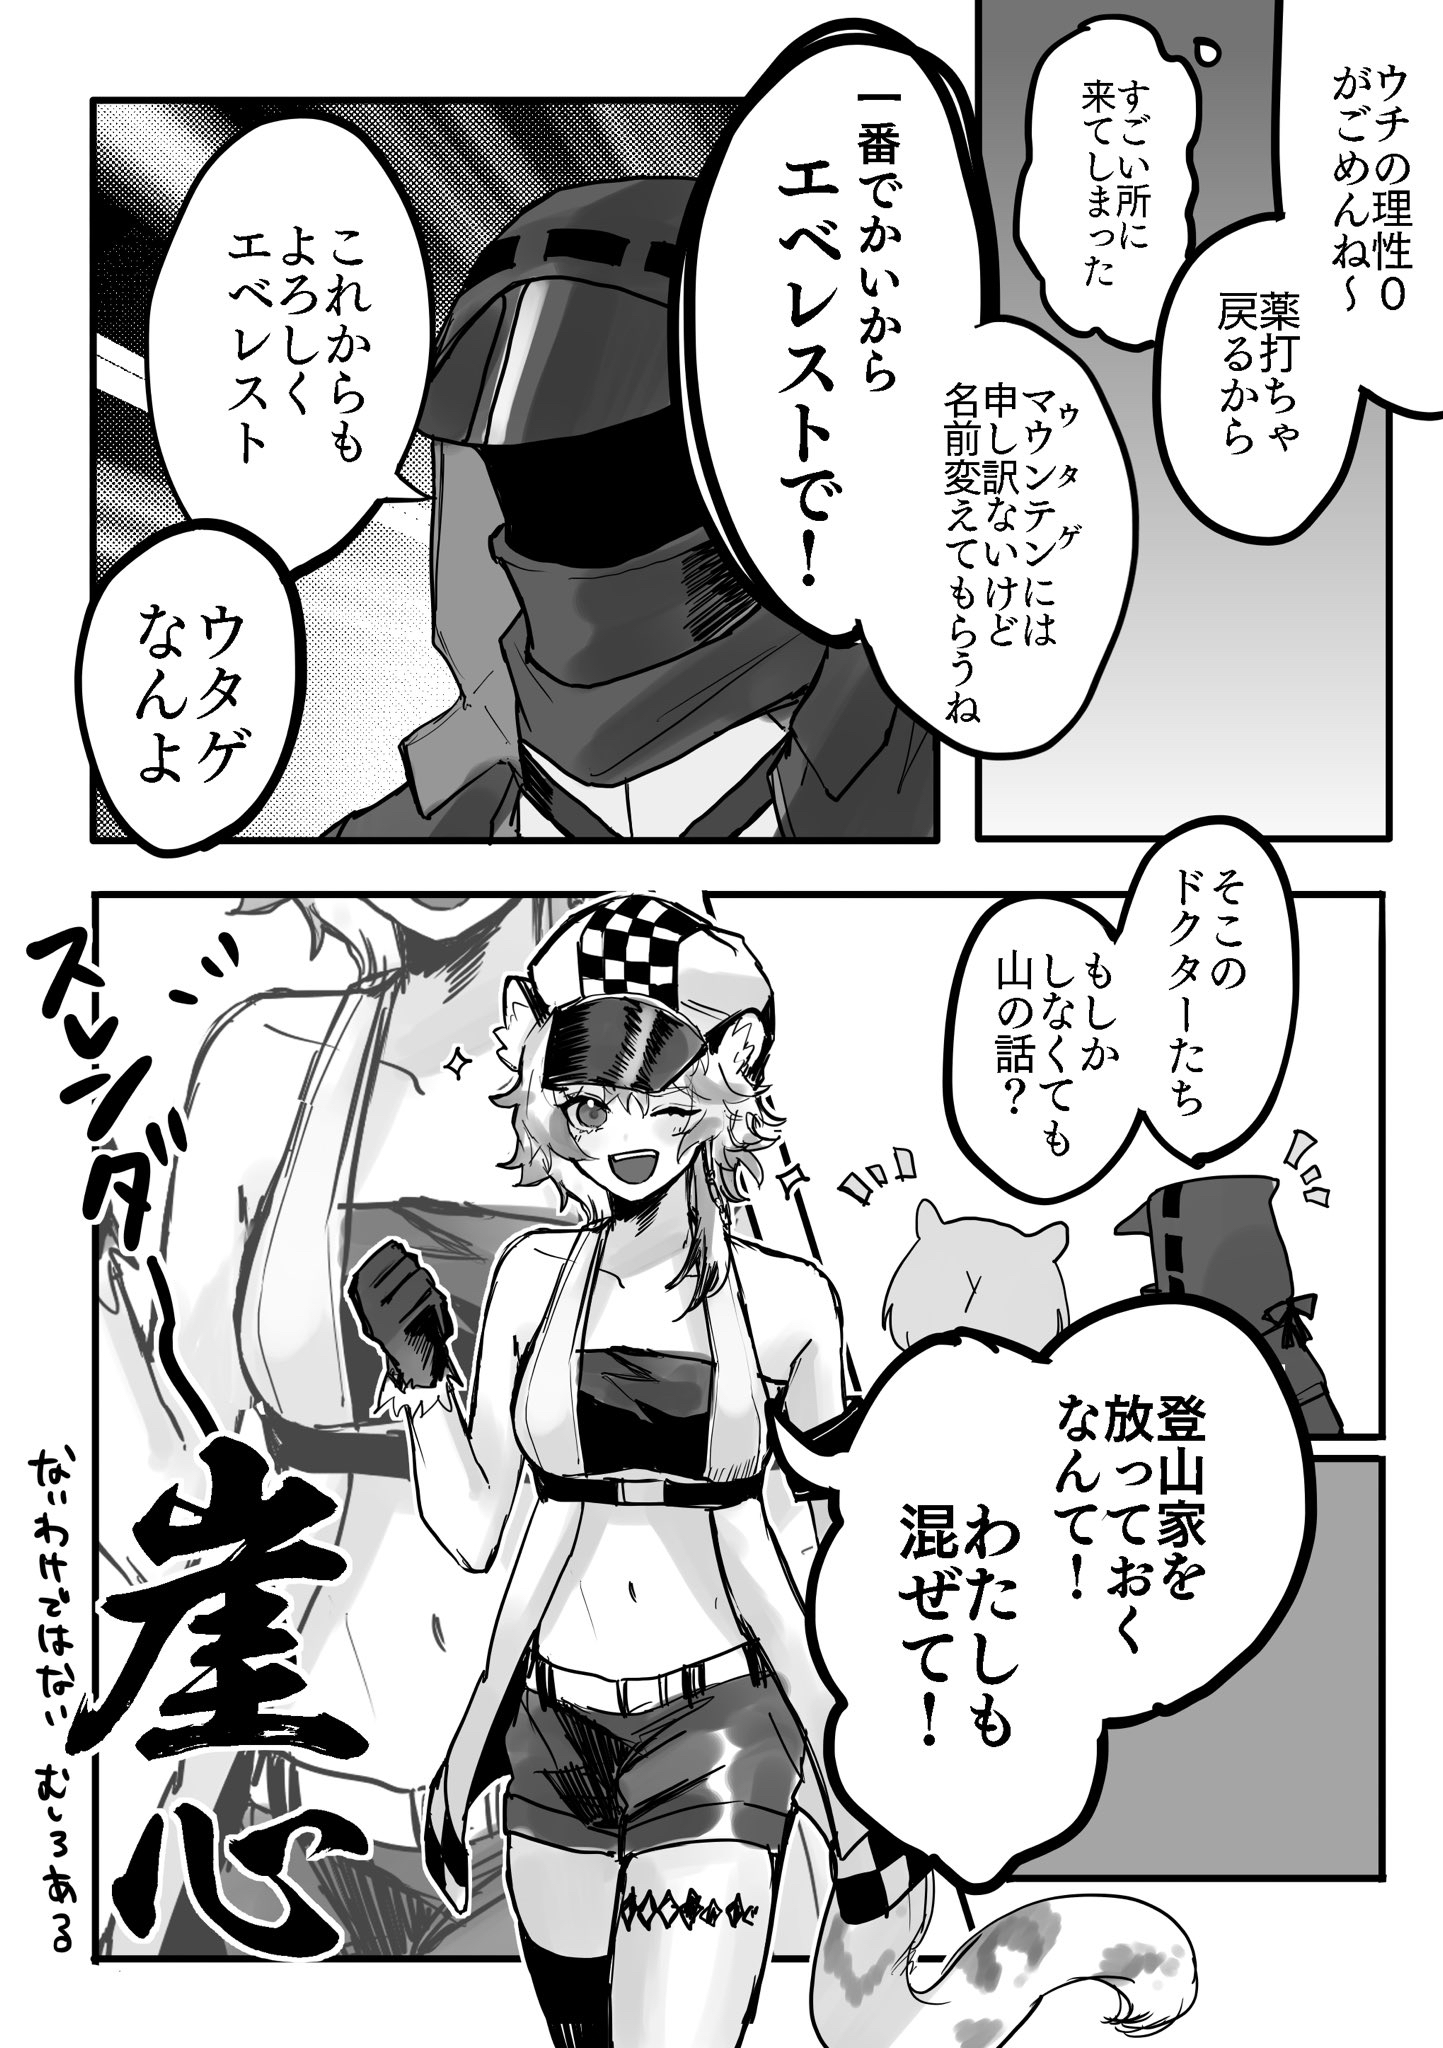 ウチの理性0
がごめんね～
薬打ちゃ
戻るから
すごい所に
来てしまった
マウンテンには
ウタゲ
申し訳ないけど
名前変えてもらうね
一番でかいから
エベレストで！
これからも
よろしく
エベレスト
ウタゲ
なんよ
そこの
ドクターたち
もしか
しなくても
山の話？
登山家を
放っておく
なんて！
わたしも
混ぜて！
スレンダー
崖心
ないわけではない むしろある